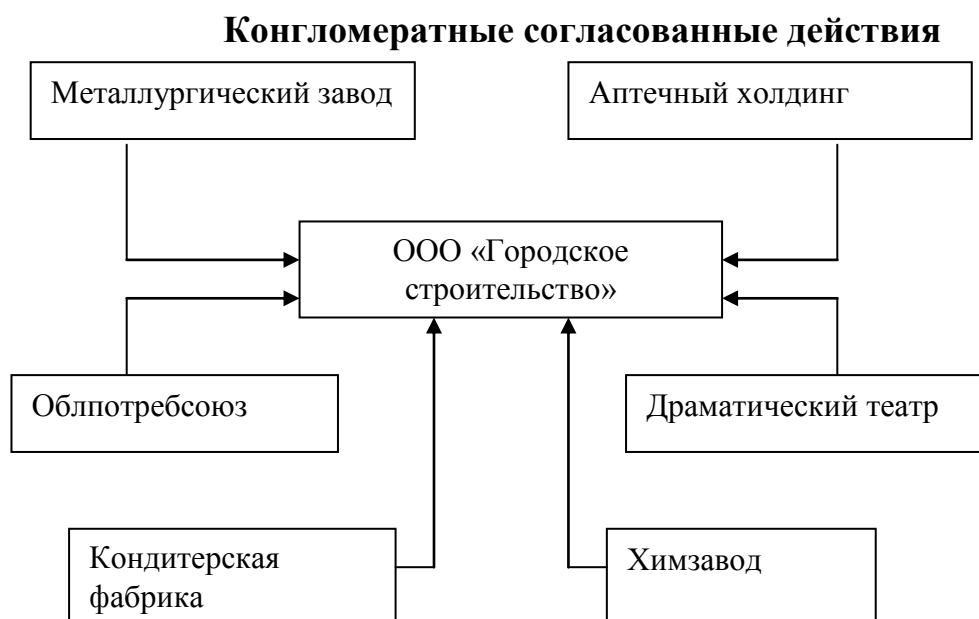 Конгломератные согласованные действия
Металлургический завод
Аптечный холдинг
ООО «Городское
строительство»
Облпотребсоюз
Драматический театр
Кондитерская
фабрика
Химзавод